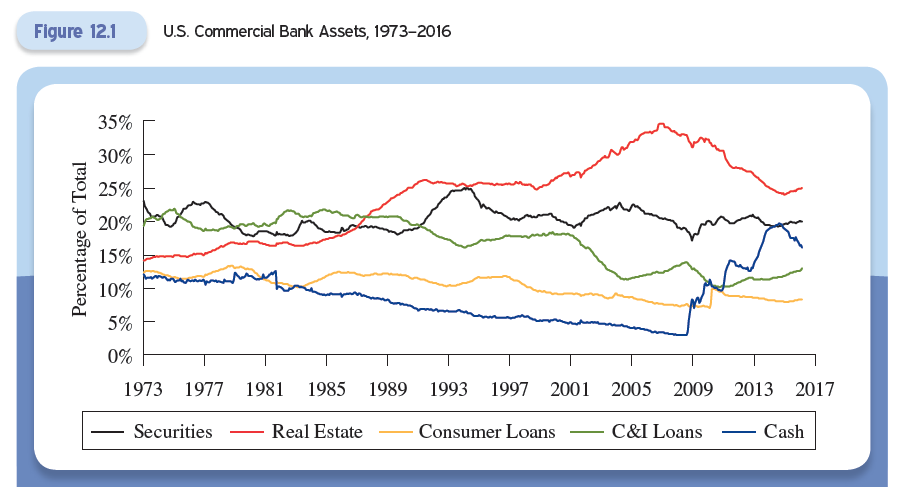 Figure 12.1
U.S. Commercial Bank Assets, 1973–2016
Percentage of Total
35%
30%
25%
20%
15%
10%
5%
0%
1973 1977 1981 1985 1989 1993 1997 2001 2005 2009 2013 2017
Securities Real Estate Consumer Loans C&I Loans Cash